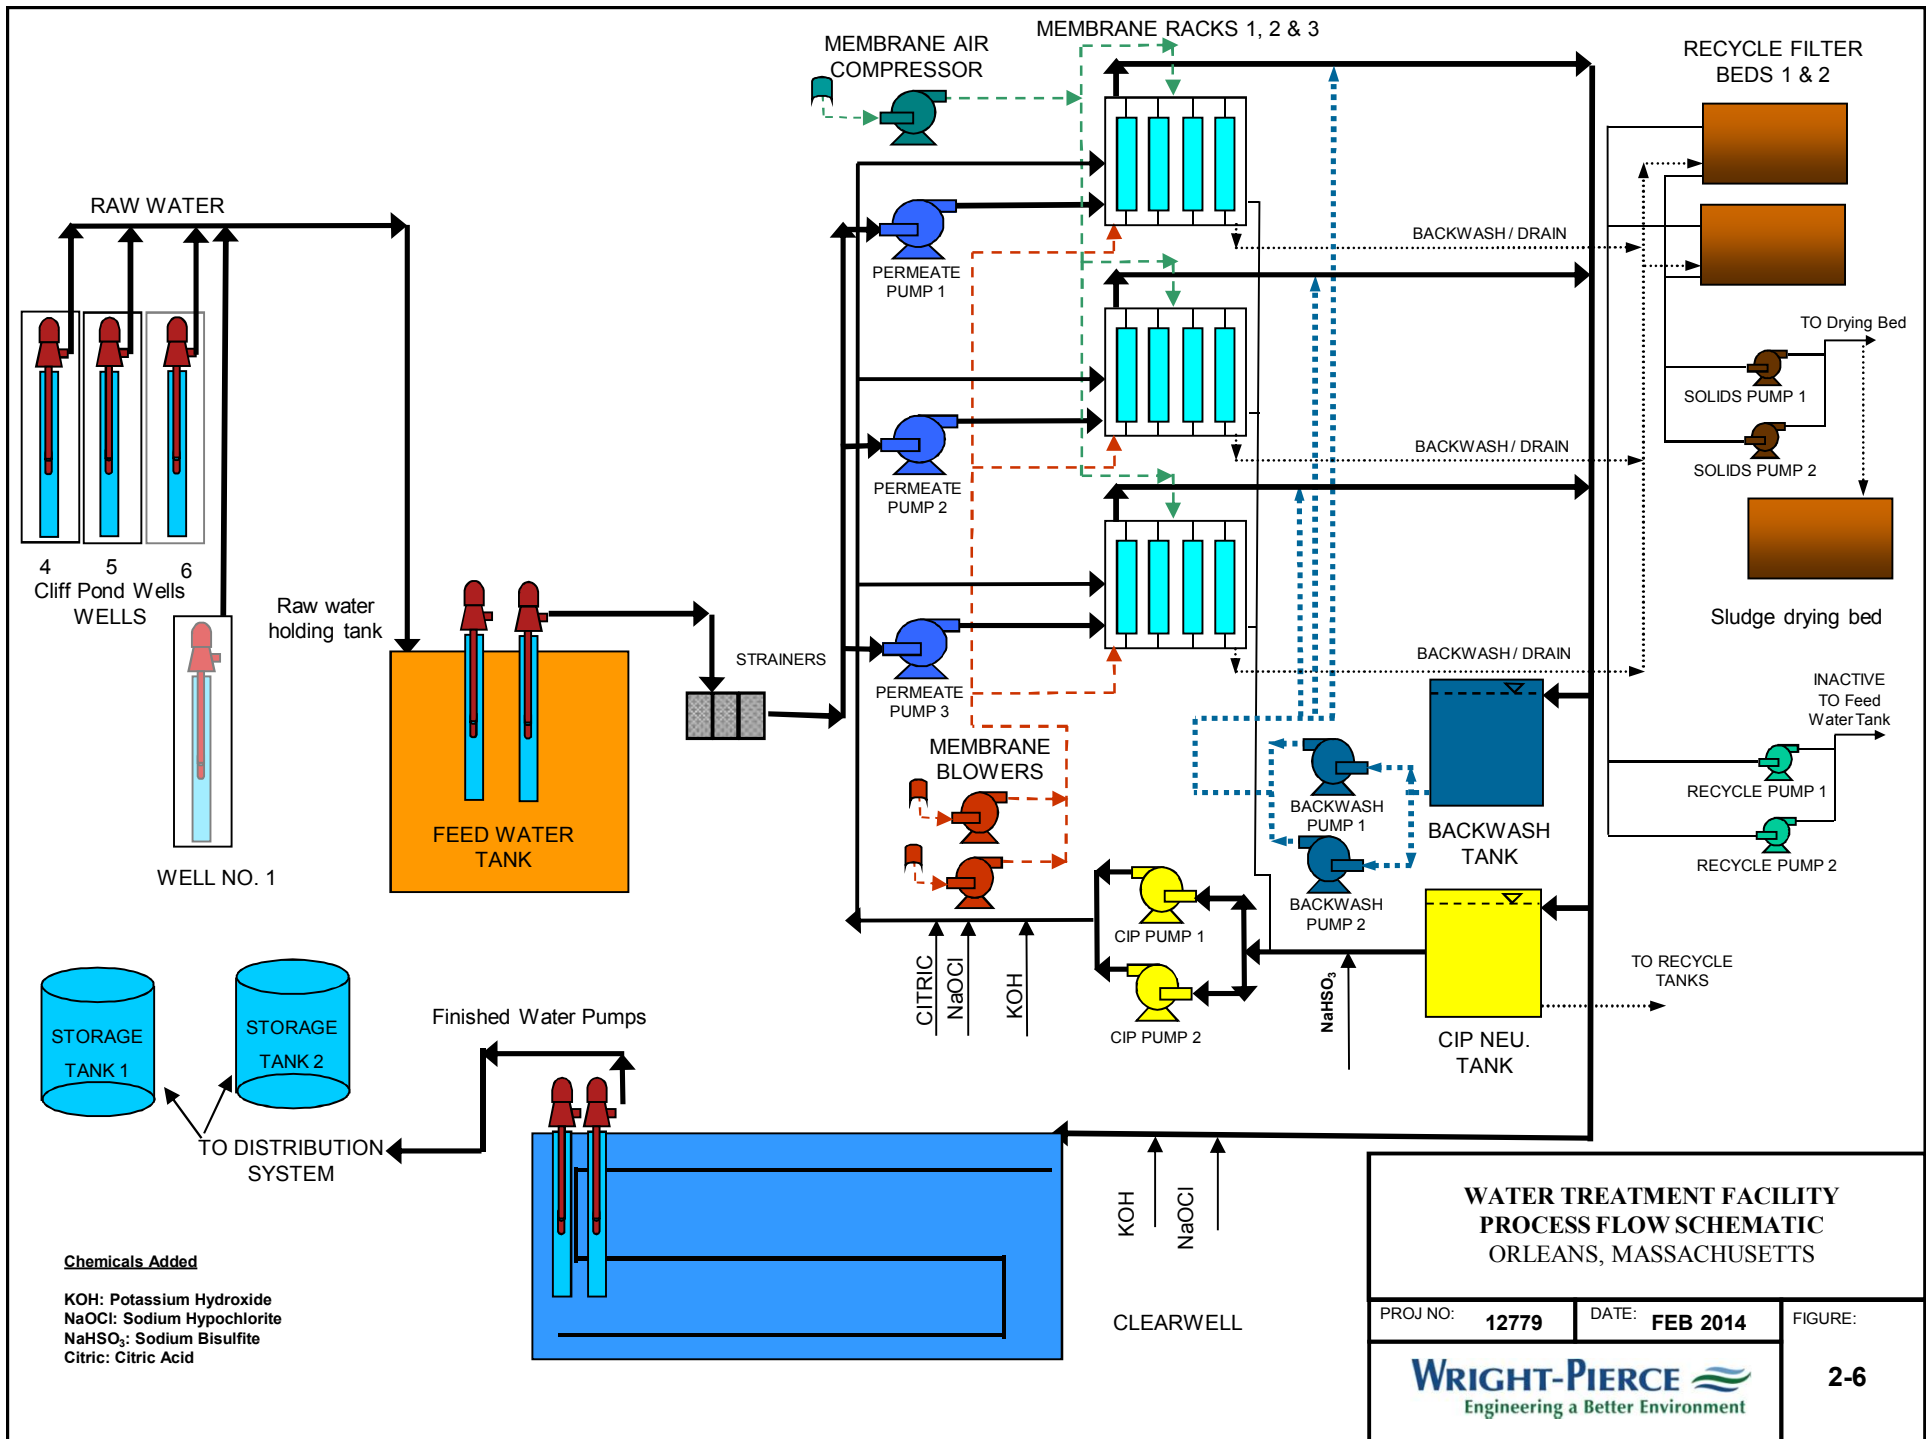 MEMBRANE RACKS 1, 2 & 3
MEMBRANE AIR
COMPRESSOR
RECYCLE FILTER
BEDS 1 & 2
RAW WATER
4
5
6
Cliff Pond Wells
WELLS
WELL NO. 1
Raw water
holding tank
FEED WATER
TANK
STRAINERS
PERMEATE
PUMP 1
PERMEATE
PUMP 2
PERMEATE
PUMP 3
BACKWASH / DRAIN
BACKWASH / DRAIN
BACKWASH / DRAIN
TO Drying Bed
SOLIDS PUMP 1
SOLIDS PUMP 2
Sludge drying bed
INACTIVE
TO Feed
Water Tank
RECYCLE PUMP 1
RECYCLE PUMP 2
MEMBRANE
BLOWERS
BACKWASH
PUMP 1
BACKWASH
PUMP 2
BACKWASH
TANK
CIP PUMP 1
CIP PUMP 2
CITRIC
NaOCl
KOH
NaHSO₃
CIP NEU.
TANK
TO RECYCLE
TANKS
STORAGE
TANK 1
STORAGE
TANK 2
Finished Water Pumps
TO DISTRIBUTION
SYSTEM
KOH
NaOCl
CLEARWELL
Chemicals Added
KOH: Potassium Hydroxide
NaOCl: Sodium Hypochlorite
NaHSO₃: Sodium Bisulfite
Citric: Citric Acid
WATER TREATMENT FACILITY
PROCESS FLOW SCHEMATIC
ORLEANS, MASSACHUSETTS
PROJ NO: 12779
DATE: FEB 2014
FIGURE:
2-6
WRIGHT-PIERCE
Engineering a Better Environment